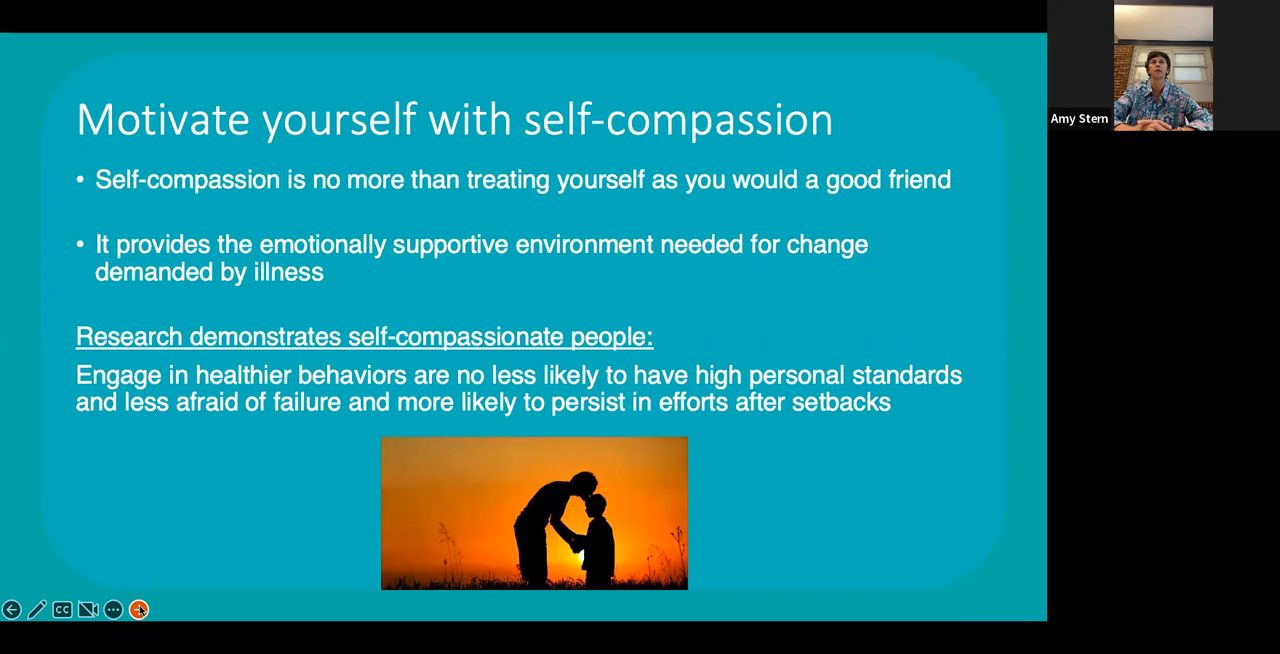 Motivate yourself with self-compassion
• Self-compassion is no more than treating yourself as you would a good friend
• It provides the emotionally supportive environment needed for change
demanded by illness
Research demonstrates self-compassionate people:
Engage in healthier behaviors are no less likely to have high personal standards
and less afraid of failure and more likely to persist in efforts after setbacks
Amy Stern
CC